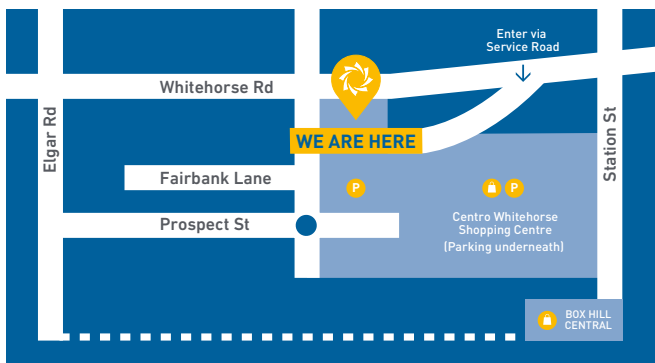 Enter via
Service Road
Whitehorse Rd
Elgar Rd
WE ARE HERE
Station St
Fairbank Lane
P
P
Prospect St
Centro Whitehorse
Shopping Centre
(Parking underneath)
BOX HILL
CENTRAL